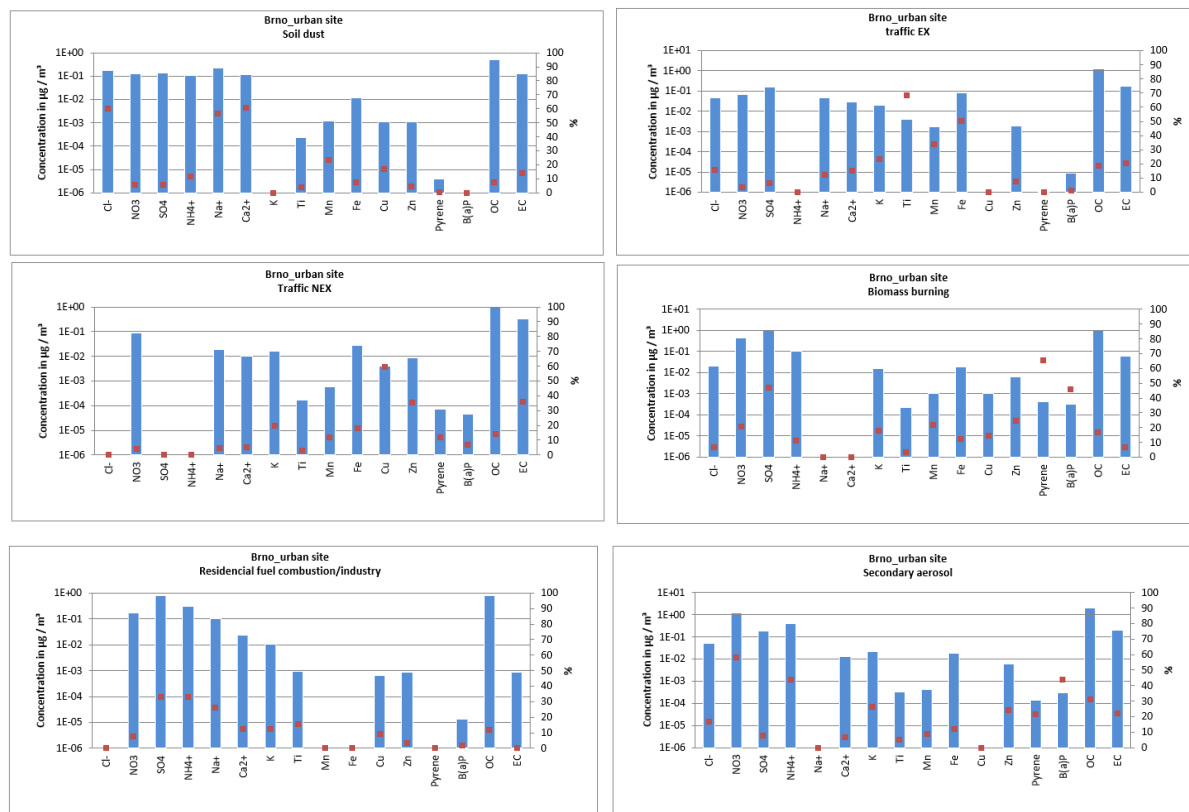 Brno_urban site
Soil dust
Concentration in µg / m³
1E+00
1E-01
1E-02
1E-03
1E-04
1E-05
1E-06
100
90
80
70
60
50
40
30
20
10
0
%
Cl-
NO3
SO4
NH4+
Na+
Ca2+
K
Ti
Mn
Fe
Cu
Zn
Pyrene
B(a)P
OC
EC
Brno_urban site
traffic EX
Concentration in µg / m³
1E+01
1E+00
1E-01
1E-02
1E-03
1E-04
1E-05
1E-06
100
90
80
70
60
50
40
30
20
10
0
%
Cl-
NO3
SO4
NH4+
Na+
Ca2+
K
Ti
Mn
Fe
Cu
Zn
Pyrene
B(a)P
OC
EC
Brno_urban site
Traffic NEX
Concentration in µg / m³
1E+00
1E-01
1E-02
1E-03
1E-04
1E-05
1E-06
100
90
80
70
60
50
40
30
20
10
0
%
Cl-
NO3
SO4
NH4+
Na+
Ca2+
K
Ti
Mn
Fe
Cu
Zn
Pyrene
B(a)P
OC
EC
Brno_urban site
Biomass burning
Concentration in µg / m³
1E+01
1E+00
1E-01
1E-02
1E-03
1E-04
1E-05
1E-06
100
90
80
70
60
50
40
30
20
10
0
%
Cl-
NO3
SO4
NH4+
Na+
Ca2+
K
Ti
Mn
Fe
Cu
Zn
Pyrene
B(a)P
OC
EC
Brno_urban site
Residencial fuel combustion/industry
Concentration in µg / m³
1E+00
1E-01
1E-02
1E-03
1E-04
1E-05
1E-06
100
90
80
70
60
50
40
30
20
10
0
%
Cl-
NO3
SO4
NH4+
Na+
Ca2+
K
Ti
Mn
Fe
Cu
Zn
Pyrene
B(a)P
OC
EC
Brno_urban site
Secondary aerosol
Concentration in µg / m³
1E+01
1E+00
1E-01
1E-02
1E-03
1E-04
1E-05
1E-06
100
90
80
70
60
50
40
30
20
10
0
%
Cl-
NO3
SO4
NH4+
Na+
Ca2+
K
Ti
Mn
Fe
Cu
Zn
Pyrene
B(a)P
OC
EC